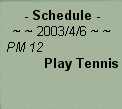 - Schedule -
~ ~ 2003/4/6 ~ ~
PM 12
Play Tennis